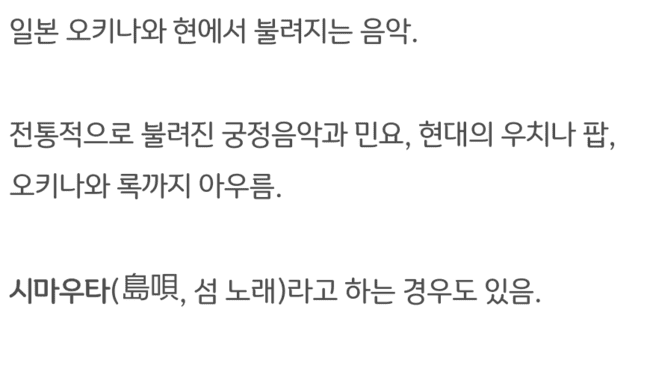 일본 오키나와 현에서 불려지는 음악.
전통적으로 불려진 궁정음악과 민요, 현대의 우치나 팝,
오키나와 록까지 아우름.
시마우타(島唄, 섬 노래)라고 하는 경우도 있음.